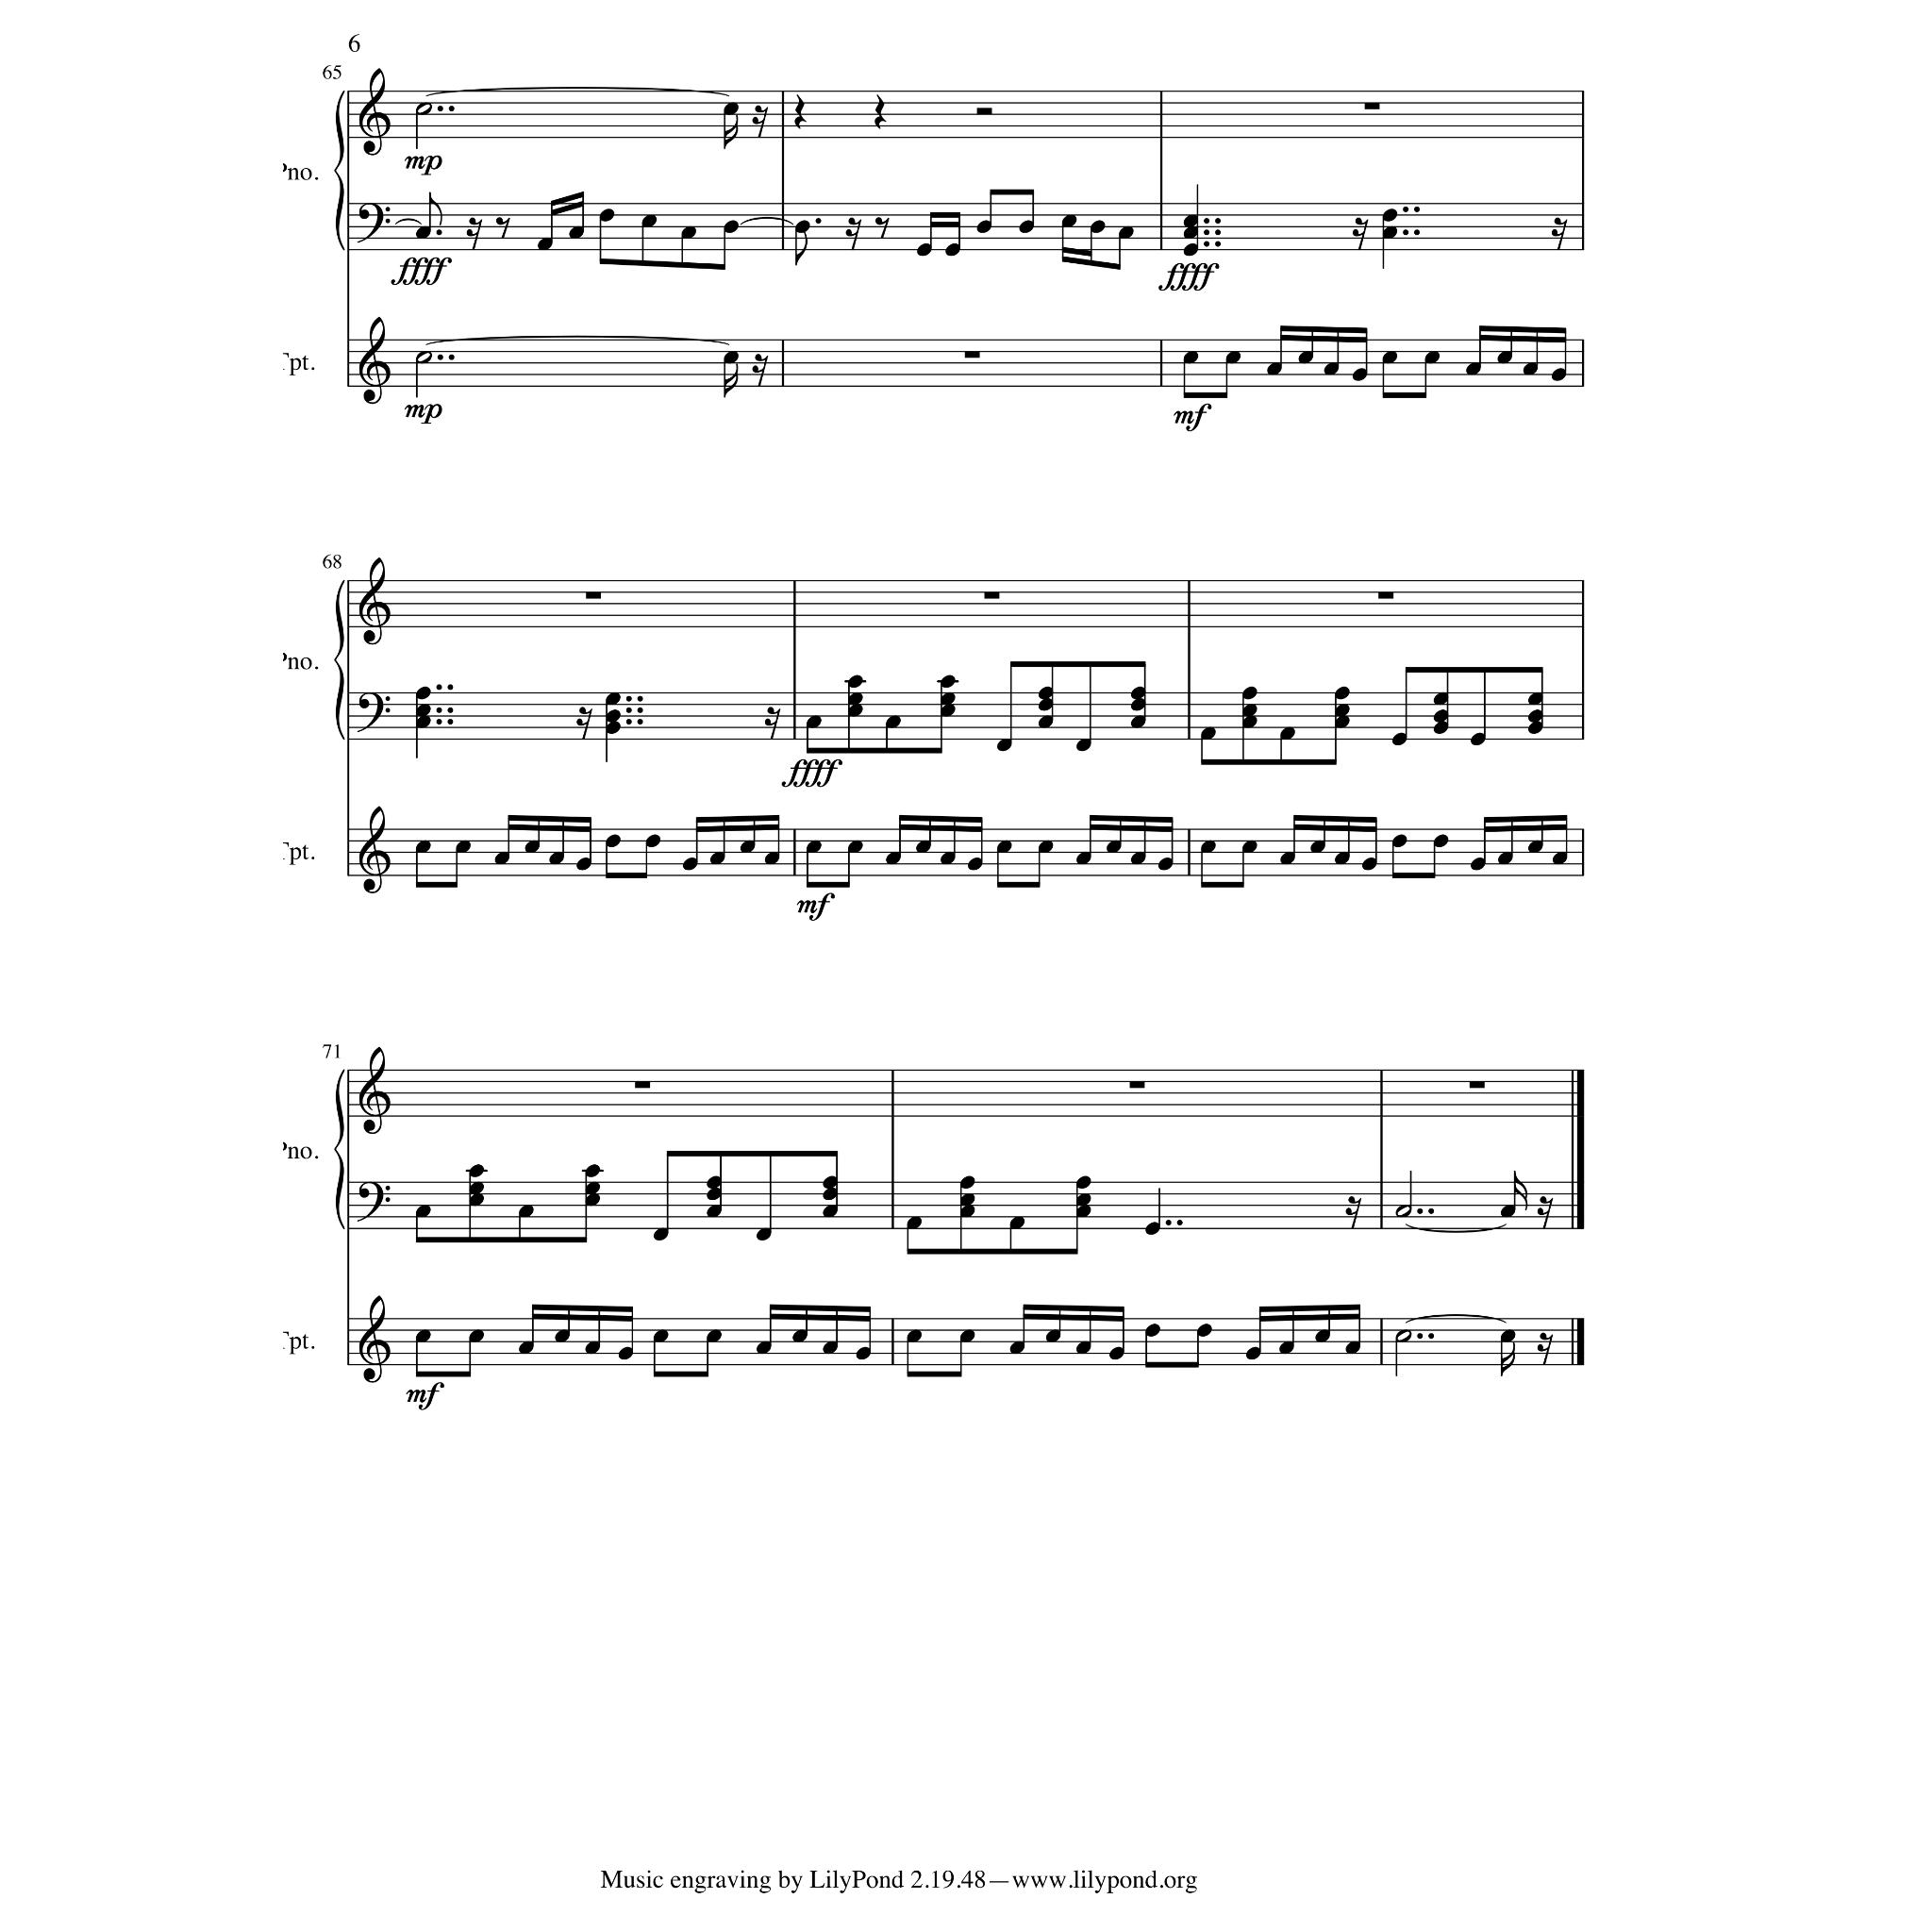 6
65
no.
mp
ffff
pt.
mp
ffff
mf
68
no.
ffff
pt.
mf
71
no.
pt.
mf
Music engraving by LilyPond 2.19.48—www.lilypond.org